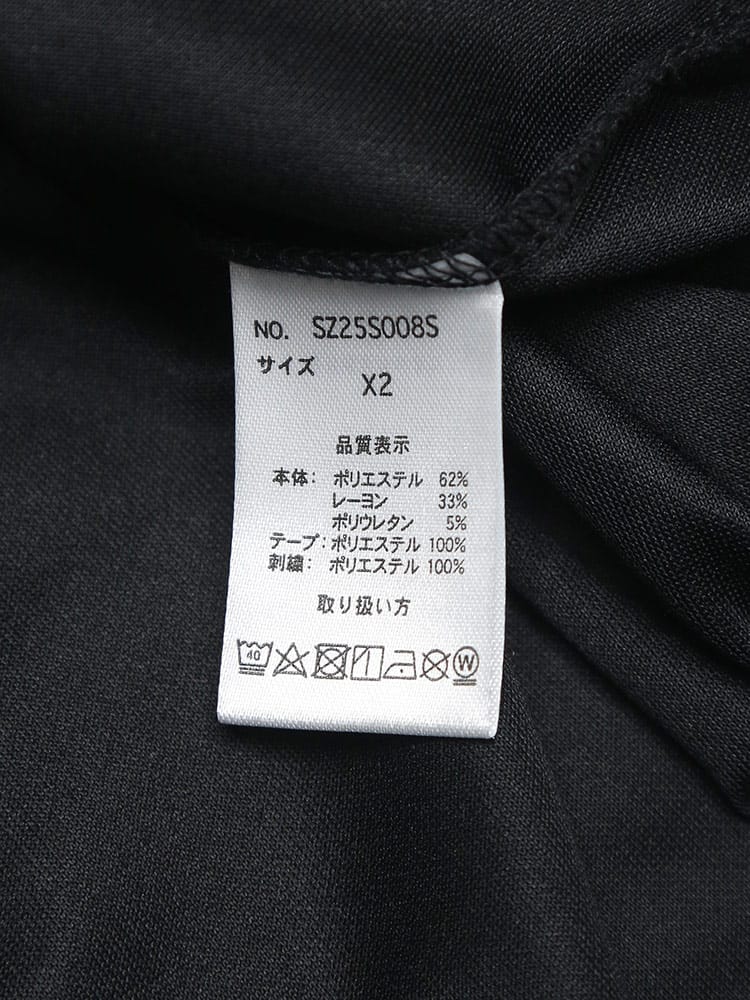 NO. SZ25S008S
サイズ
X2
品質表示
本体: ポリエステル 62%
レーヨン 33%
ポリウレタン 5%
テープ: ポリエステル 100%
刺繍: ポリエステル 100%
取り扱い方
40 W